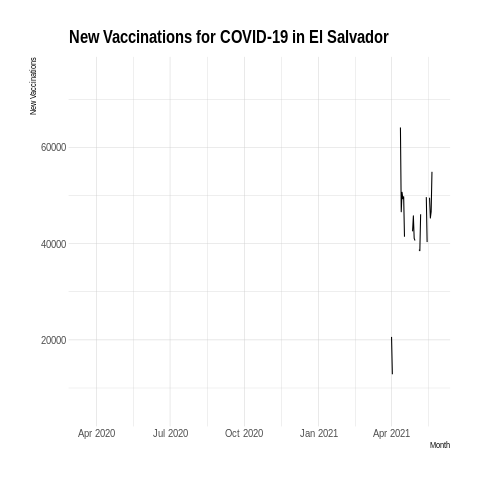 New Vaccinations for COVID-19 in El Salvador
New Vaccinations
60000
40000
20000
Apr 2020 Jul 2020 Oct 2020 Jan 2021 Apr 2021
Month